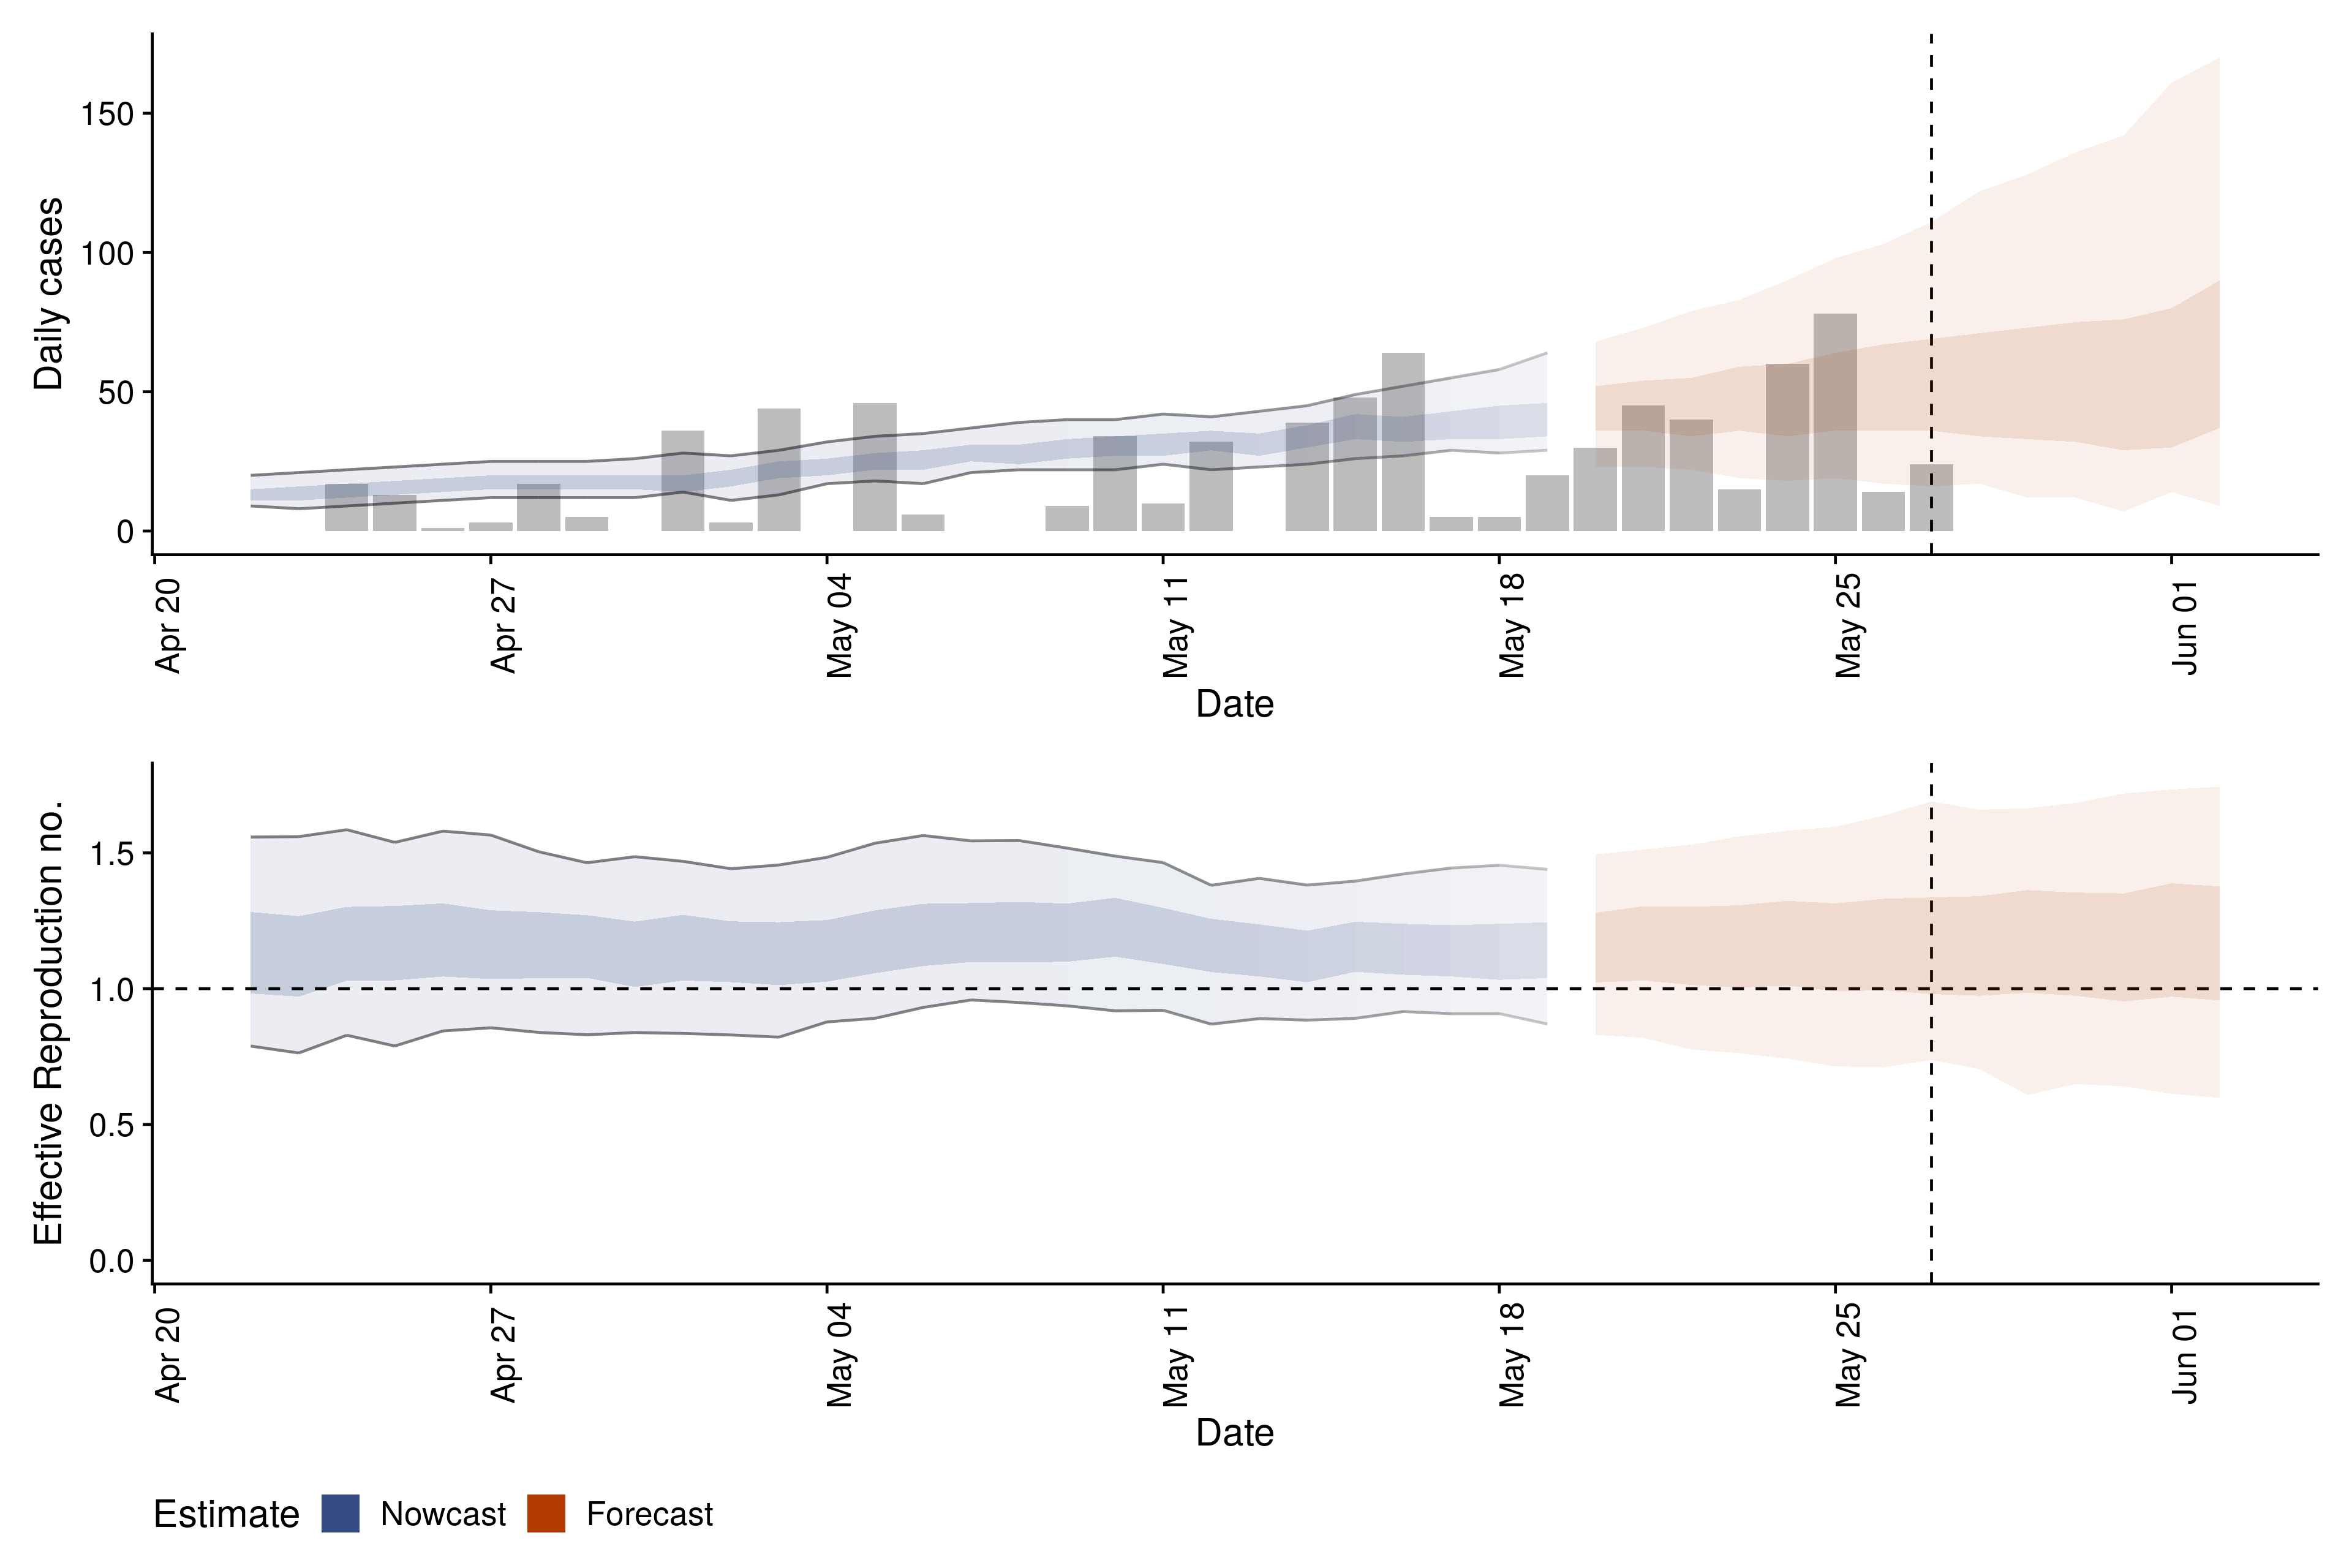 Daily cases
150
100
50
0
Apr 20
Apr 27
May 04
May 11
May 18
May 25
Jun 01
Date
Effective Reproduction no.
1.5
1.0
0.5
0.0
Apr 20
Apr 27
May 04
May 11
May 18
May 25
Jun 01
Date
Estimate Nowcast Forecast